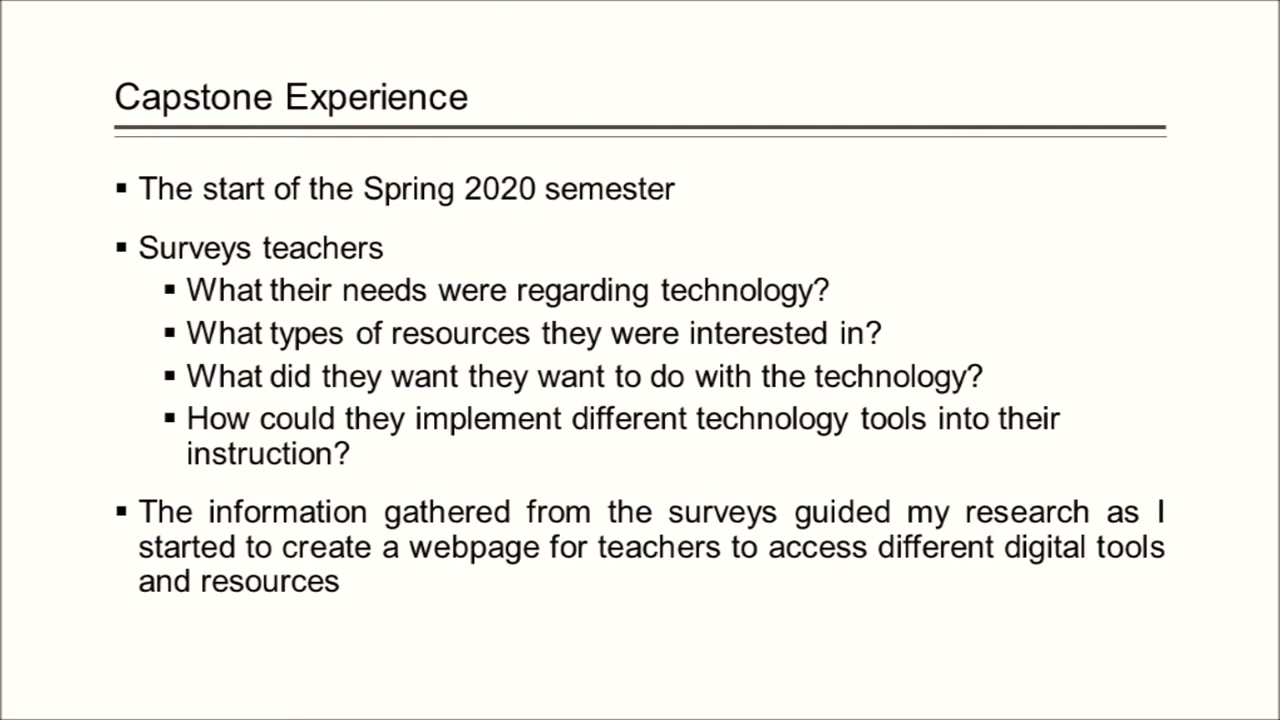 Capstone Experience
▪ The start of the Spring 2020 semester
▪ Surveys teachers
▪ What their needs were regarding technology?
▪ What types of resources they were interested in?
▪ What did they want they want to do with the technology?
▪ How could they implement different technology tools into their
instruction?
▪ The information gathered from the surveys guided my research as I
started to create a webpage for teachers to access different digital tools
and resources